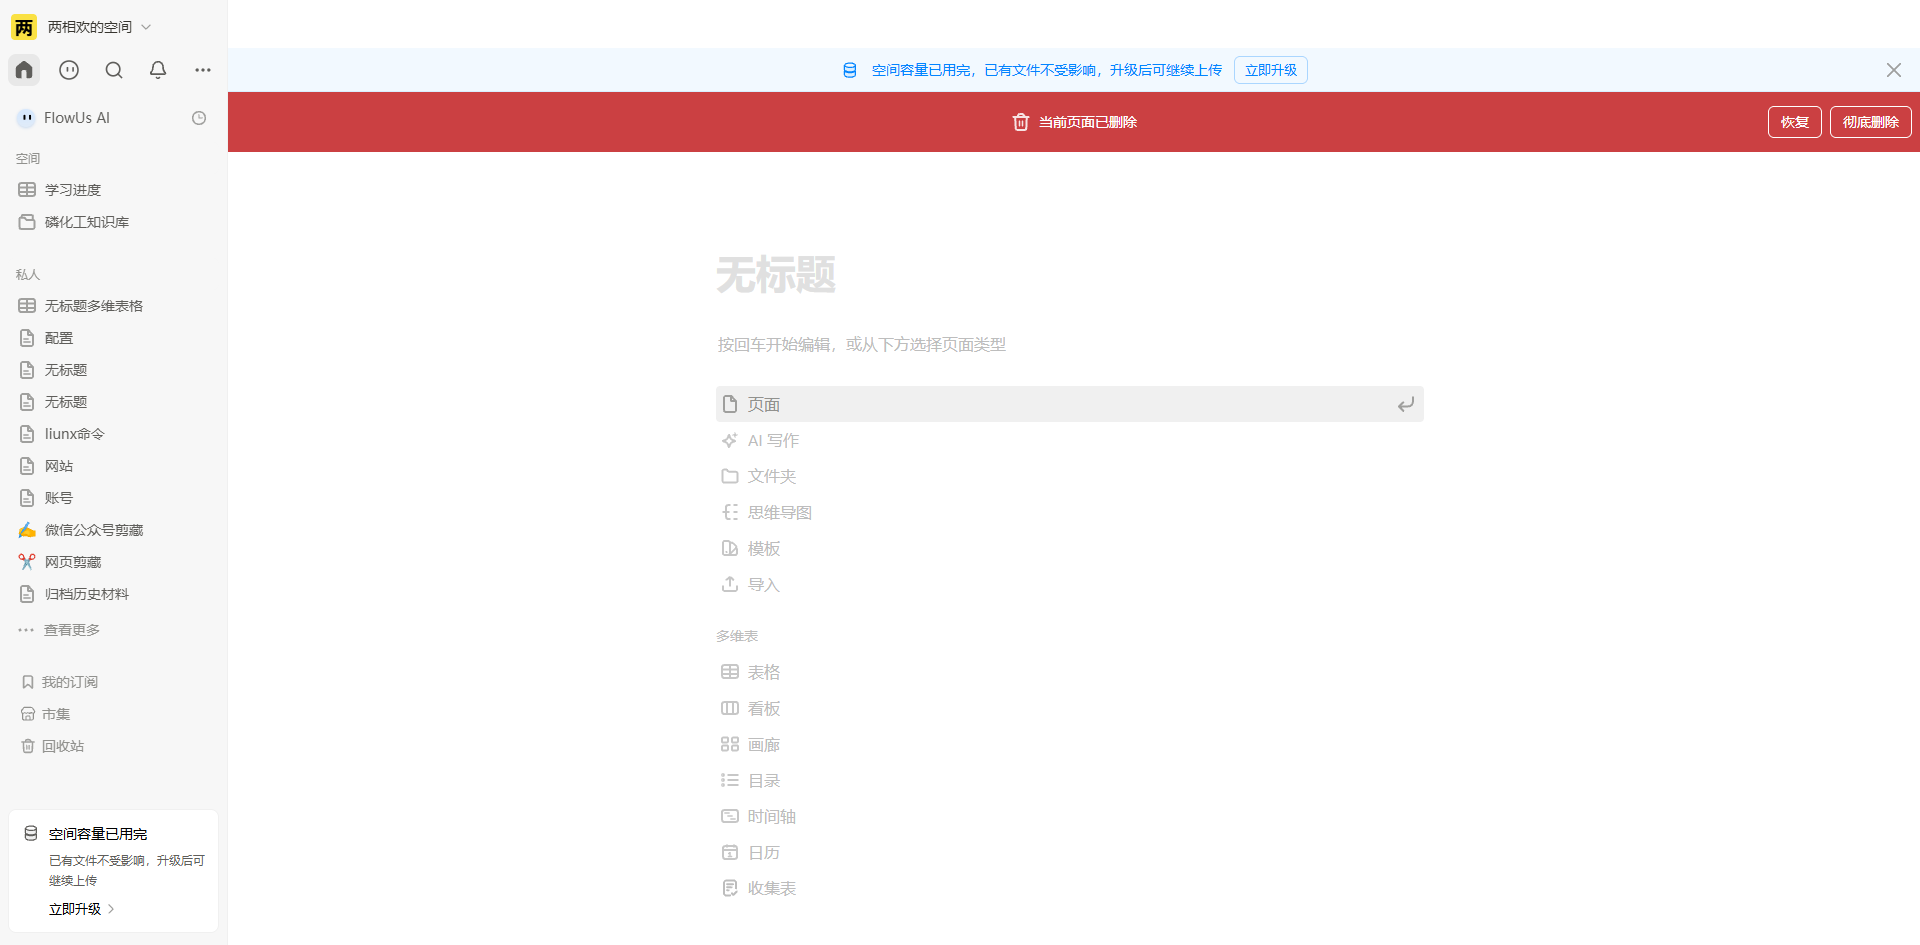 两
两相欢的空间
FlowUs AI
空间
学习进度
磷化工知识库
私人
无标题多维表格
配置
无标题
无标题
liunx命令
网站
账号
微信公众号剪藏
网页剪藏
归档历史材料
查看更多
我的订阅
市集
回收站
空间容量已用完
已有文件不受影响，升级后可
继续上传
立即升级
空间容量已用完，已有文件不受影响，升级后可继续上传 立即升级
当前页面已删除
恢复 彻底删除
无标题
按回车开始编辑，或从下方选择页面类型
页面
AI 写作
文件夹
思维导图
模板
导入
多维表
表格
看板
画廊
目录
时间轴
日历
收集表